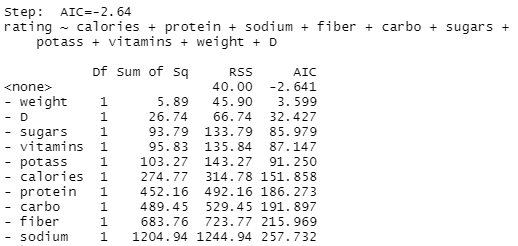 Step:  AIC=-2.64
rating ~ calories + protein + sodium + fiber + carbo + sugars +
    potass + vitamins + weight + D
           Df Sum of Sq     RSS     AIC
<none>                    40.00  -2.641
- weight    1      5.89   45.90   3.599
- D         1     26.74   66.74  32.427
- sugars    1     93.79  133.79  85.979
- vitamins  1     95.83  135.84  87.147
- potass    1    103.27  143.27  91.250
- calories  1    274.77  314.78 151.858
- protein   1    452.16  492.16 186.273
- carbo     1    489.45  529.45 191.897
- fiber     1    683.76  723.77 215.969
- sodium    1   1204.94 1244.94 257.732